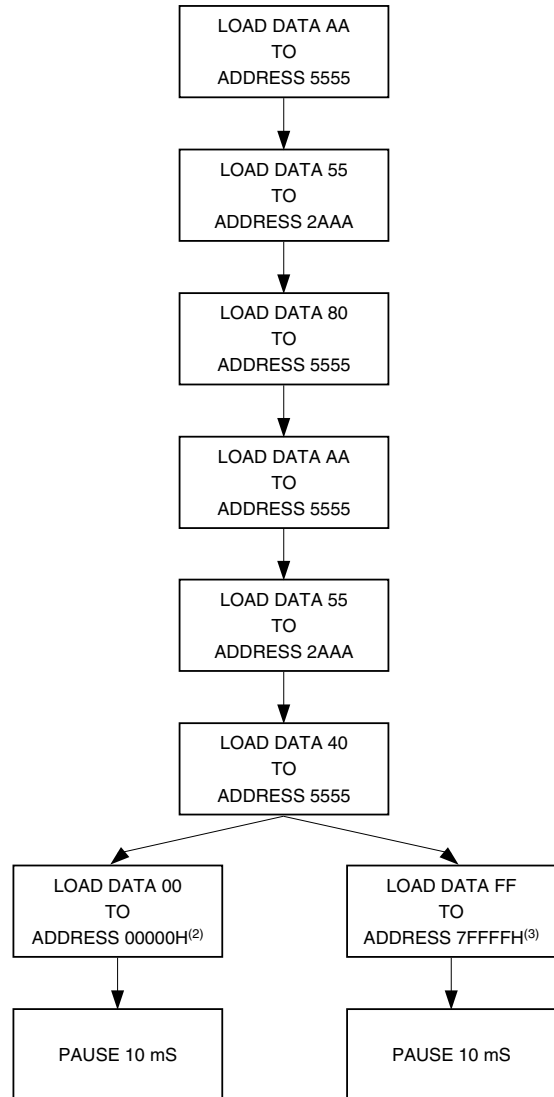 LOAD DATA AA
TO
ADDRESS 5555
LOAD DATA 55
TO
ADDRESS 2AAA
LOAD DATA 80
TO
ADDRESS 5555
LOAD DATA AA
TO
ADDRESS 5555
LOAD DATA 55
TO
ADDRESS 2AAA
LOAD DATA 40
TO
ADDRESS 5555
LOAD DATA 00
TO
ADDRESS 00000H(2)
PAUSE 10 mS
LOAD DATA FF
TO
ADDRESS 7FFFFH(3)
PAUSE 10 mS